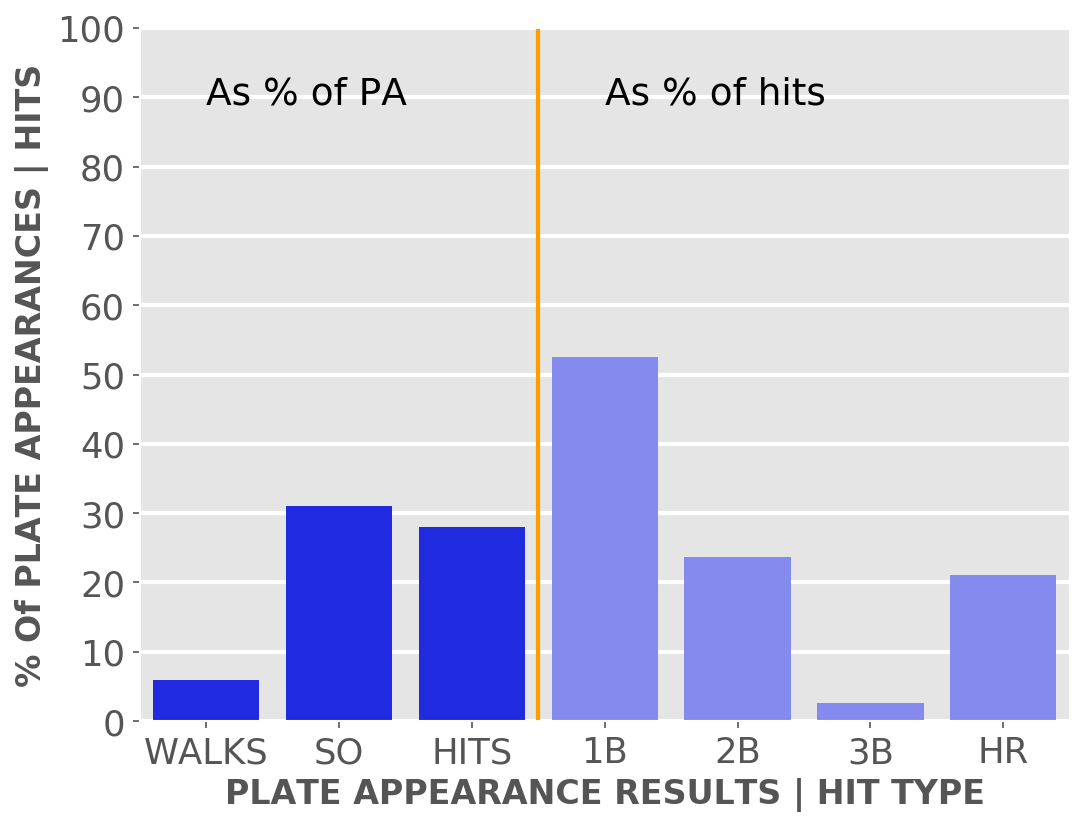 100
90
80
70
60
50
40
30
20
10
0
% Of PLATE APPEARANCES | HITS
As % of PA
As % of hits
WALKS SO HITS 1B 2B 3B HR
PLATE APPEARANCE RESULTS | HIT TYPE